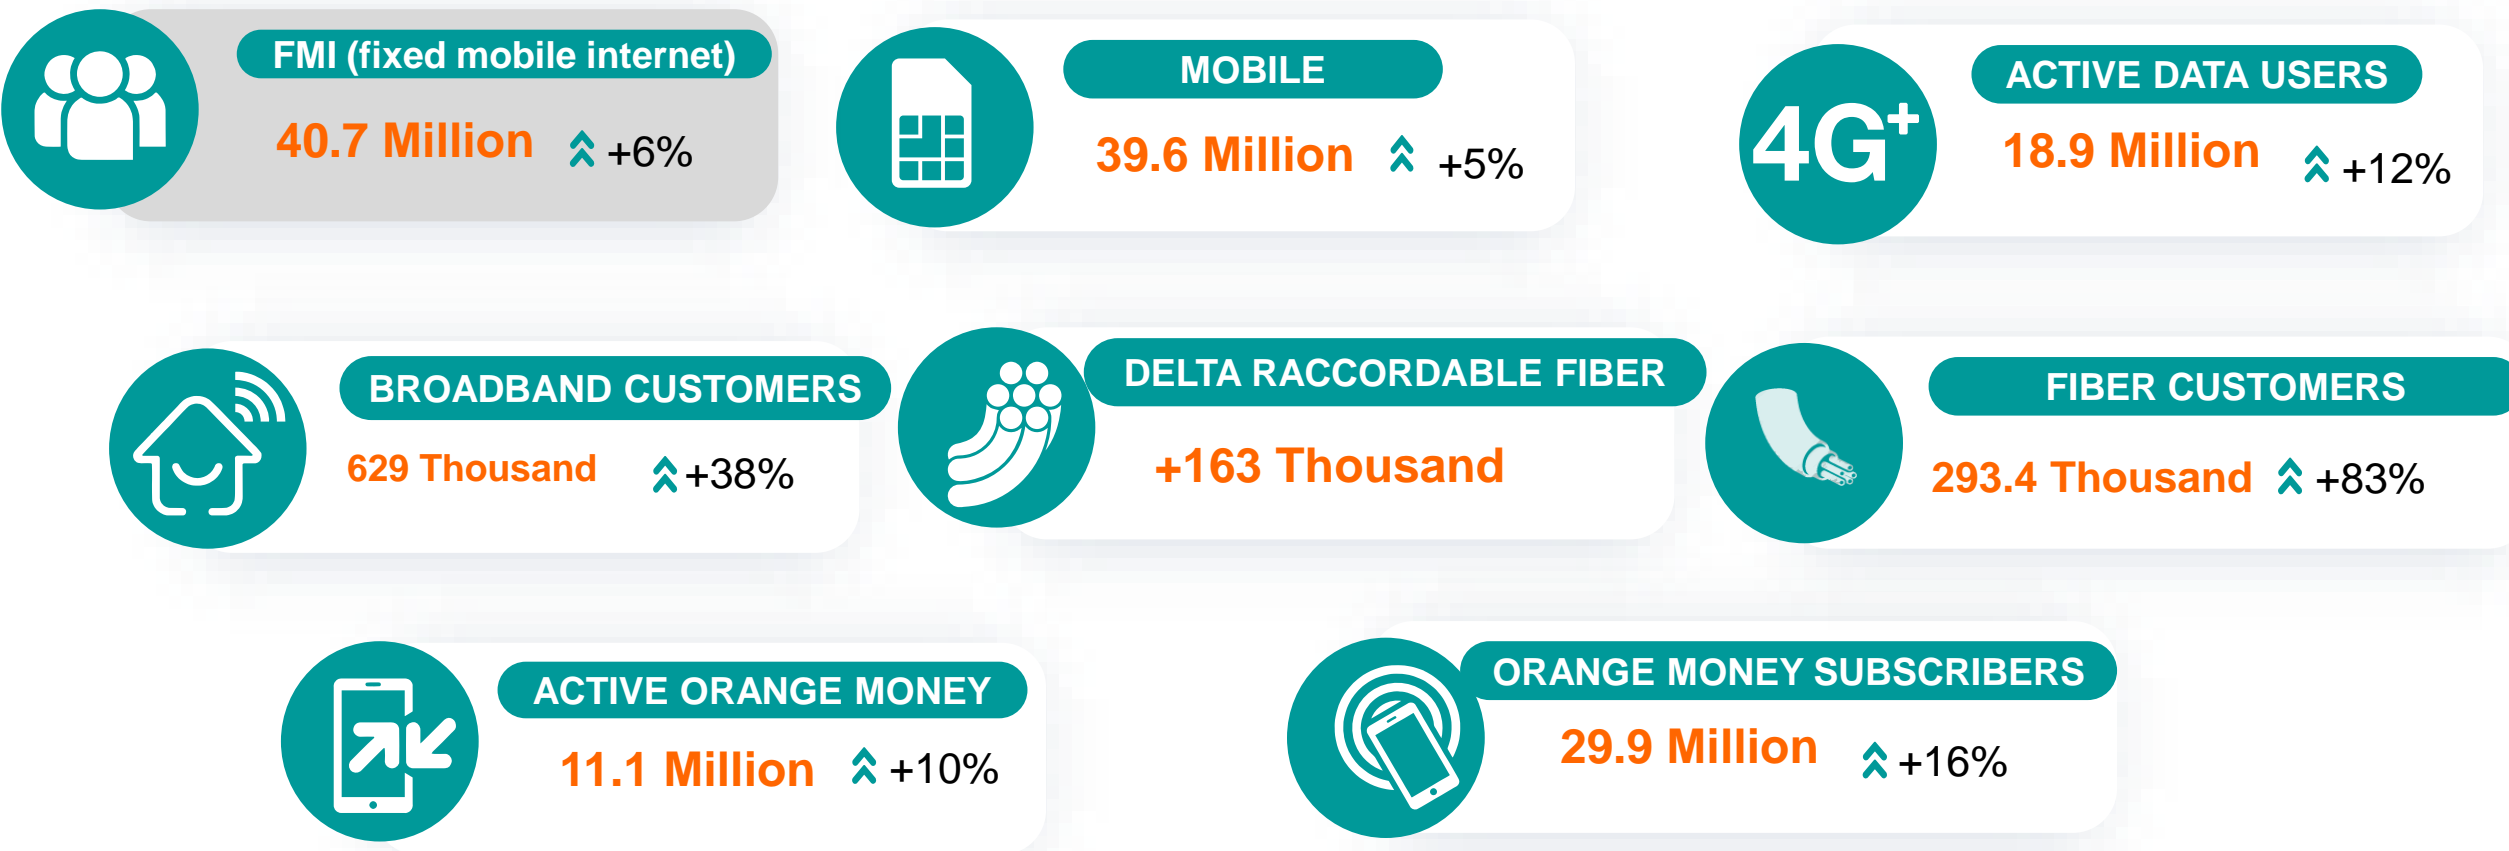 FMI (fixed mobile internet)
40.7 Million +6%
MOBILE
39.6 Million +5%
4G+
ACTIVE DATA USERS
18.9 Million +12%
BROADBAND CUSTOMERS
629 Thousand +38%
DELTA RACCORDABLE FIBER
+163 Thousand
FIBER CUSTOMERS
293.4 Thousand +83%
ACTIVE ORANGE MONEY
11.1 Million +10%
ORANGE MONEY SUBSCRIBERS
29.9 Million +16%